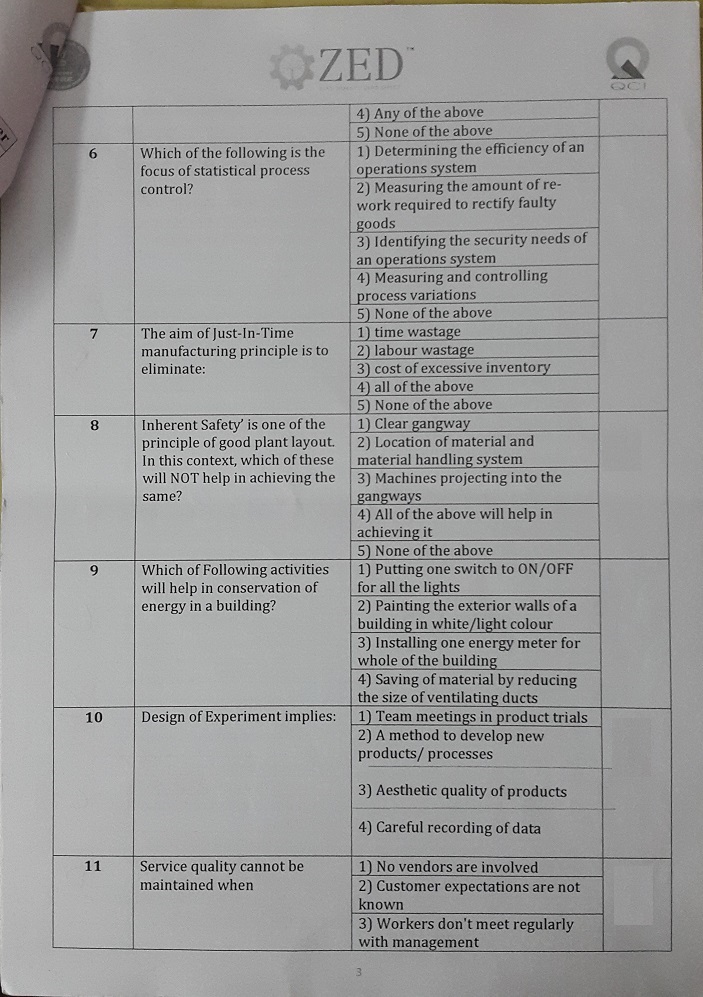 ZED
QCI
er
4) Any of the above
5) None of the above
6
Which of the following is the
focus of statistical process
control?
1) Determining the efficiency of an
operations system
2) Measuring the amount of re-
work required to rectify faulty
goods
3) Identifying the security needs of
an operations system
4) Measuring and controlling
process variations
5) None of the above
7
The aim of Just-In-Time
manufacturing principle is to
eliminate:
1) time wastage
2) labour wastage
3) cost of excessive inventory
4) all of the above
5) None of the above
8
Inherent Safety' is one of the
principle of good plant layout.
In this context, which of these
will NOT help in achieving the
same?
1) Clear gangway
2) Location of material and
material handling system
3) Machines projecting into the
gangways
4) All of the above will help in
achieving it
5) None of the above
9
Which of Following activities
will help in conservation of
energy in a building?
1) Putting one switch to ON/OFF
for all the lights
2) Painting the exterior walls of a
building in white/light colour
3) Installing one energy meter for
whole of the building
4) Saving of material by reducing
the size of ventilating ducts
10
Design of Experiment implies:
1) Team meetings in product trials
2) A method to develop new
products/ processes
3) Aesthetic quality of products
4) Careful recording of data
11
Service quality cannot be
maintained when
1) No vendors are involved
2) Customer expectations are not
known
3) Workers don't meet regularly
with management
3